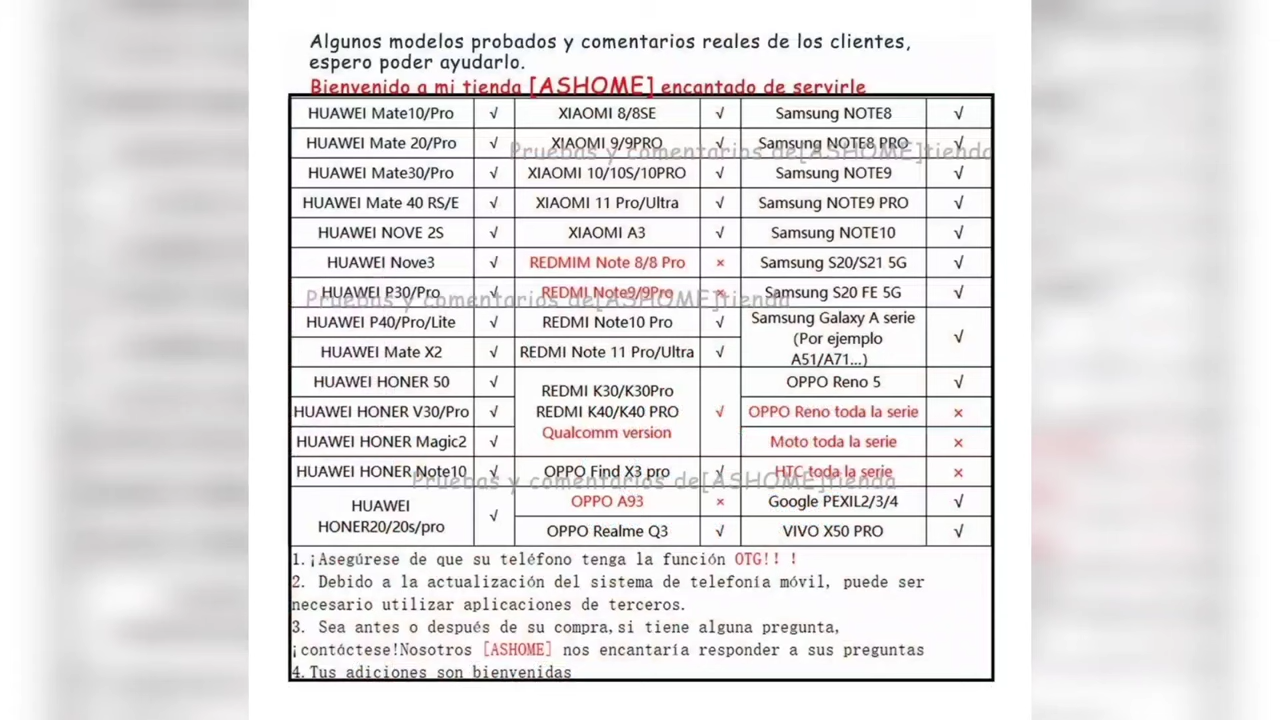 Algunos modelos probados y comentarios reales de los clientes,
espero poder ayudarlo.
Bienvenido a mi tienda [ASHOME] encantado de servirle
HUAWEI Mate10/Pro √ XIAOMI 8/8SE √ Samsung NOTE8 √
HUAWEI Mate 20/Pro √ XIAOMI 9/9PRO √ Samsung NOTE8 PRO √
Pruebas y comentarios de[ASHOME]tienda
HUAWEI Mate30/Pro √ XIAOMI 10/10S/10PRO √ Samsung NOTE9 √
HUAWEI Mate 40 RS/E √ XIAOMI 11 Pro/Ultra √ Samsung NOTE9 PRO √
HUAWEI NOVE 2S √ XIAOMI A3 √ Samsung NOTE10 √
HUAWEI Nove3 √ REDMIM Note 8/8 Pro × Samsung S20/S21 5G √
HUAWEI P30/Pro √ REDMI Note9/9Pro × Samsung S20 FE 5G √
Pruebas y comentarios de[ASHOME]tienda
HUAWEI P40/Pro/Lite √ REDMI Note10 Pro √ Samsung Galaxy A serie
(Por ejemplo √
HUAWEI Mate X2 √ REDMI Note 11 Pro/Ultra √ A51/A71...)
HUAWEI HONER 50 √ REDMI K30/K30Pro OPPO Reno 5 √
HUAWEI HONER V30/Pro √ REDMI K40/K40 PRO √ OPPO Reno toda la serie ×
HUAWEI HONER Magic2 √ Qualcomm version Moto toda la serie ×
HUAWEI HONER Note10 √ OPPO Find X3 pro √ HTC toda la serie ×
Pruebas y comentarios de[ASHOME]tienda
HUAWEI √ OPPO A93 × Google PEXIL2/3/4 √
HONER20/20s/pro OPPO Realme Q3 √ VIVO X50 PRO √
1.¡Asegúrese de que su teléfono tenga la función OTG!! !
2. Debido a la actualización del sistema de telefonía móvil, puede ser
necesario utilizar aplicaciones de terceros.
3. Sea antes o después de su compra,si tiene alguna pregunta,
¡contáctese!Nosotros [ASHOME] nos encantaría responder a sus preguntas
4.Tus adiciones son bienvenidas